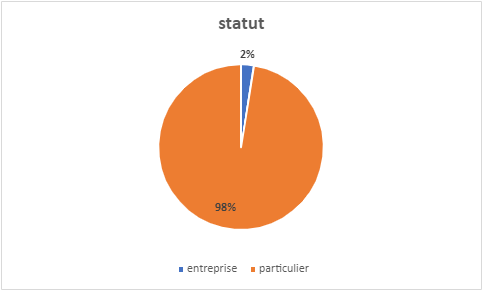 statut
2%
98%
entreprise particulier